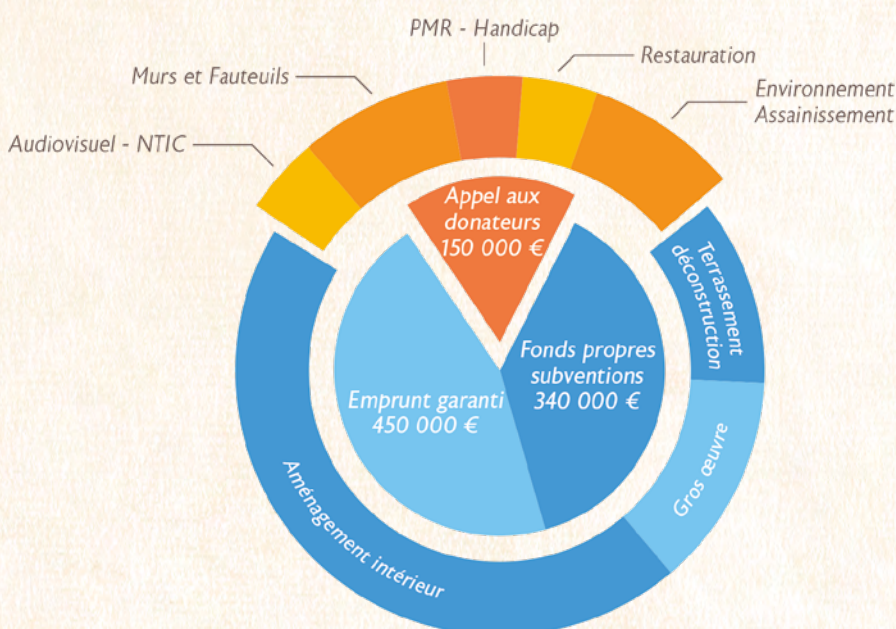 PMR - Handicap
Restauration
Murs et Fauteuils
Environnement
Assainissement
Audiovisuel - NTIC
Appel aux
donateurs
150 000 €
Terrassement
déconstruction
Fonds propres
subventions
340 000 €
Emprunt garanti
450 000 €
Gros œuvre
Aménagement intérieur